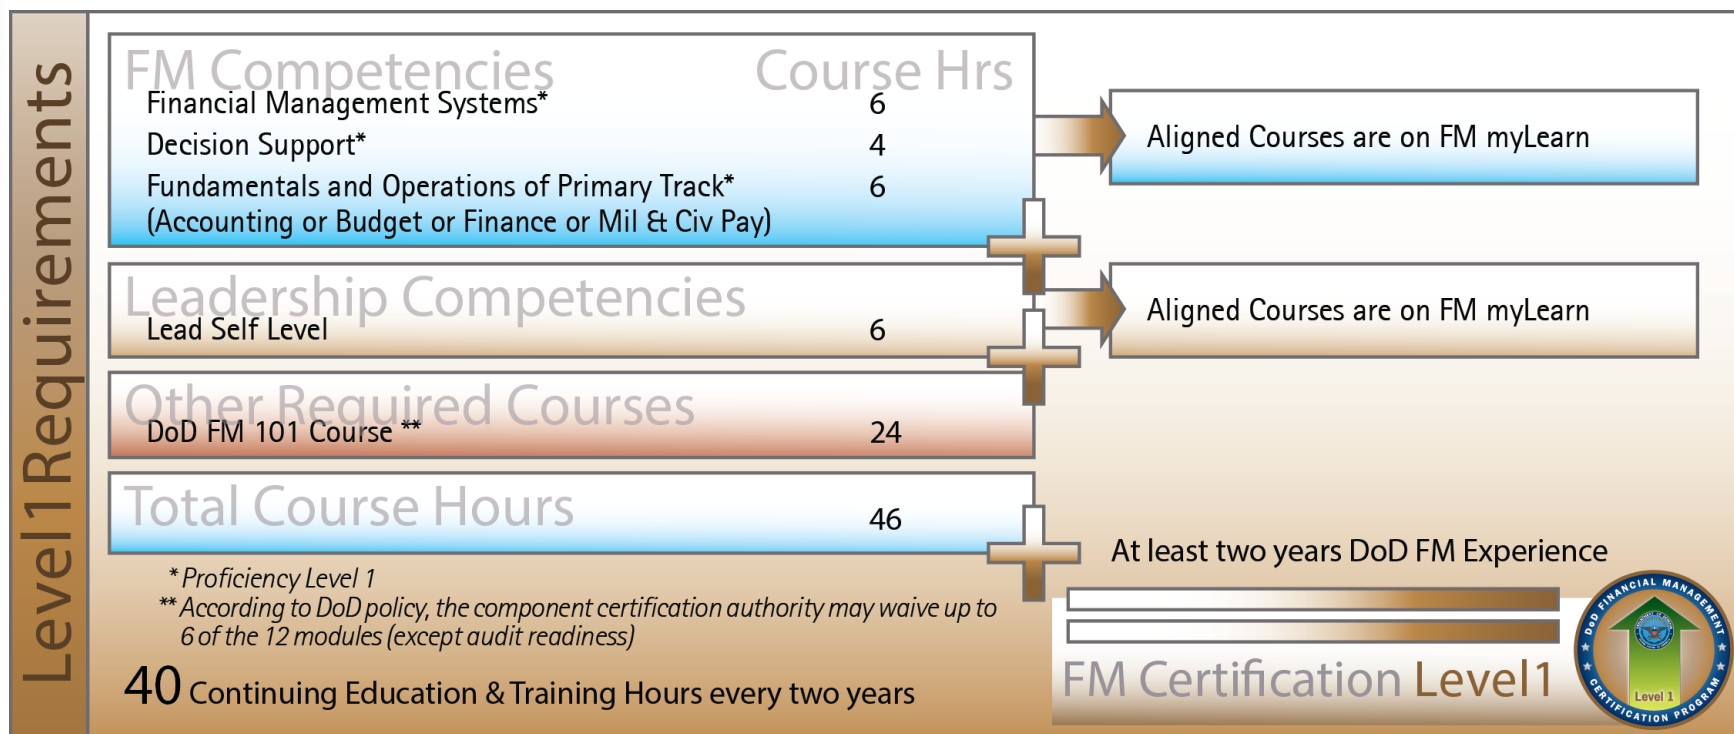 Level 1 Requirements
FM Competencies Course Hrs
Financial Management Systems* 6
Decision Support* 4
Fundamentals and Operations of Primary Track* 6
(Accounting or Budget or Finance or Mil & Civ Pay)
Aligned Courses are on FM myLearn
Leadership Competencies
Lead Self Level 6
Aligned Courses are on FM myLearn
Other Required Courses
DoD FM 101 Course ** 24
Total Course Hours
46
* Proficiency Level 1
** According to DoD policy, the component certification authority may waive up to
6 of the 12 modules (except audit readiness)
40 Continuing Education & Training Hours every two years
At least two years DoD FM Experience
FM Certification Level1
DoD FINANCIAL MANAGEMENT
CERTIFICATION PROGRAM
Level 1